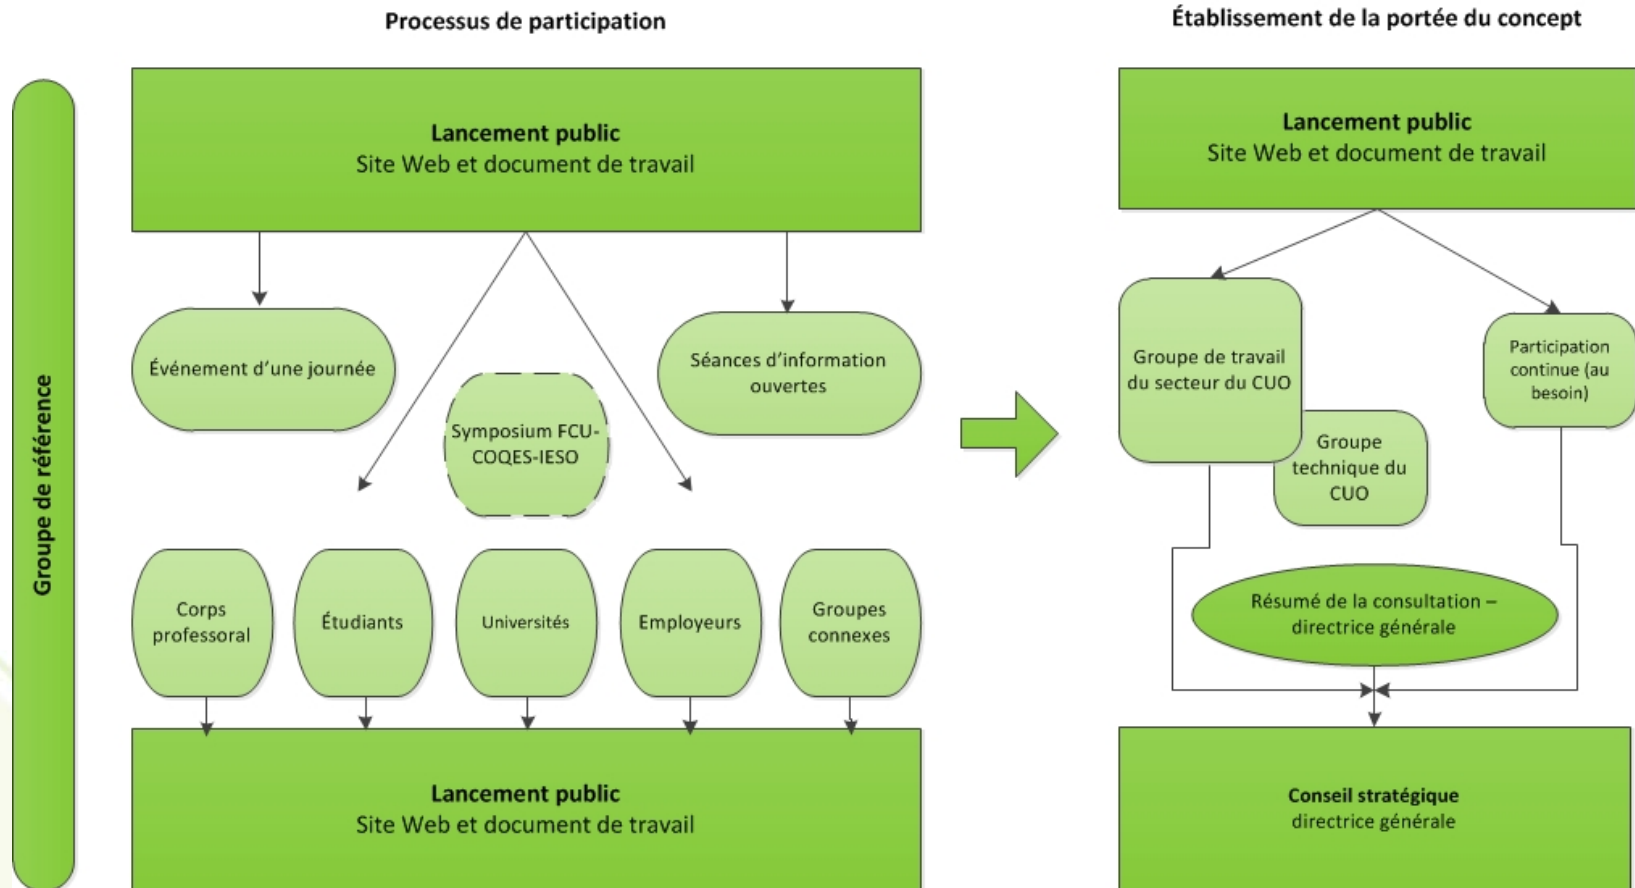 Processus de participation
Établissement de la portée du concept
Groupe de référence
Lancement public
Site Web et document de travail
Événement d’une journée
Symposium FCU-
COQES-IESO
Séances d’information
ouvertes
Corps
professoral
Étudiants
Universités
Employeurs
Groupes
connexes
Lancement public
Site Web et document de travail
Lancement public
Site Web et document de travail
Groupe de travail
du secteur du CUO
Groupe
technique du
CUO
Participation
continue (au
besoin)
Résumé de la consultation –
directrice générale
Conseil stratégique
directrice générale